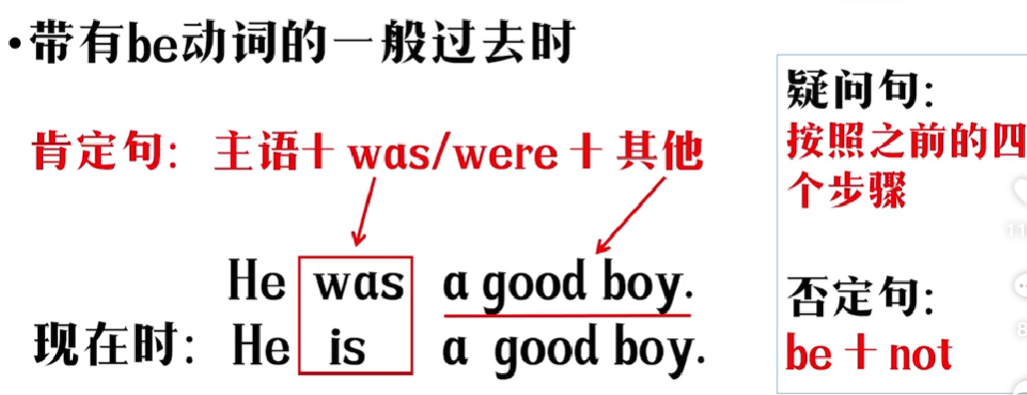 •带有be动词的一般过去时
肯定句：主语＋ was/were ＋ 其他
He was a good boy.
现在时：He is a good boy.
疑问句：
按照之前的四
个步骤
否定句：
be＋not